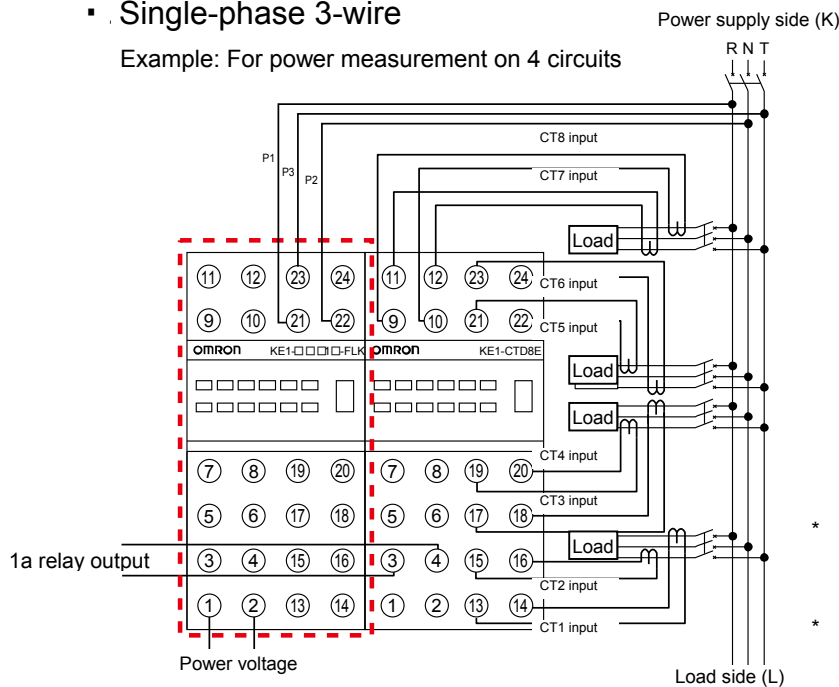 ▪ . Single-phase 3-wire
Power supply side (K)
Example: For power measurement on 4 circuits
R N T
CT8 input
P1
P3
P2
CT7 input
Load
⑪ ⑫ ㉓ ㉔ ⑪ ⑫ ㉓ ㉔
CT6 input
⑨ ⑩ ㉑ ㉒ ⑨ ⑩ ㉑ ㉒
CT5 input
OMRON KE1-□□□1□-FLK OMRON KE1-CTD8E
Load
Load
CT4 input
⑦ ⑧ ⑲ ⑳ ⑦ ⑧ ⑲ ⑳
CT3 input
⑤ ⑥ ⑰ ⑱ ⑤ ⑥ ⑰ ⑱
*
Load
1a relay output
③ ④ ⑮ ⑯ ③ ④ ⑮ ⑯
CT2 input
① ② ⑬ ⑭ ① ② ⑬ ⑭
CT1 input
*
Power voltage
Load side (L)